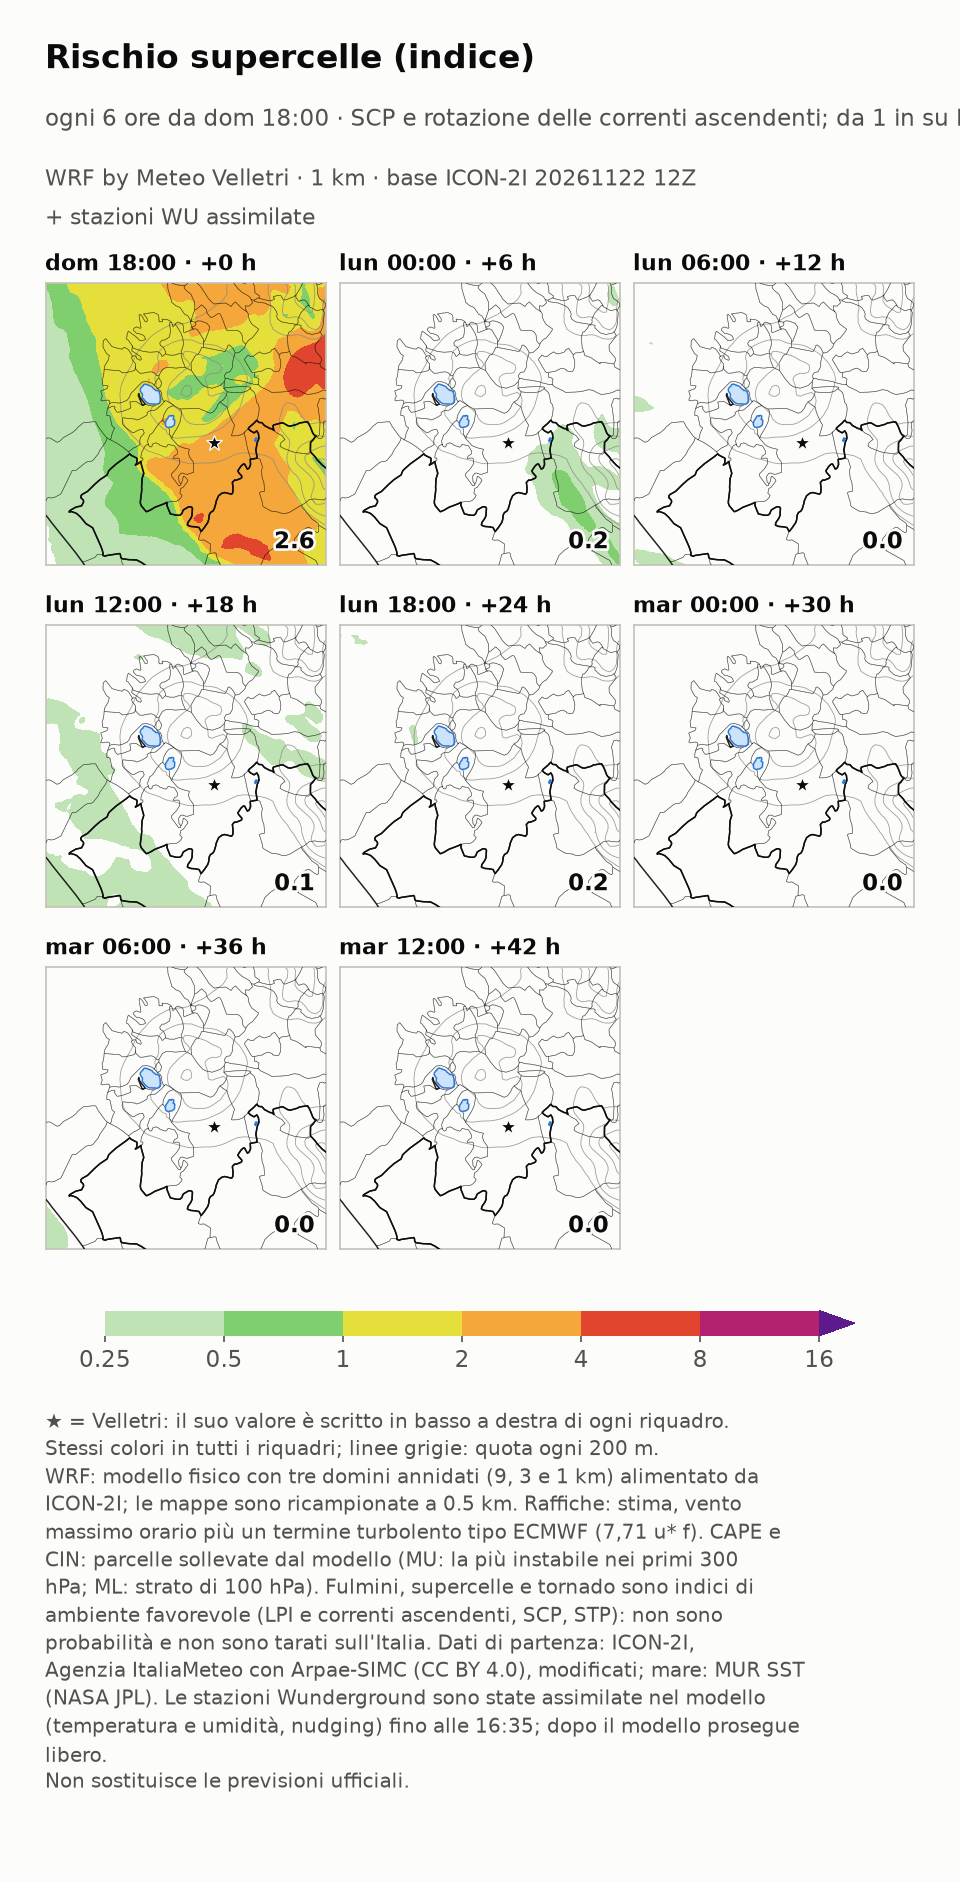 Rischio supercelle (indice)
ogni 6 ore da dom 18:00 · SCP e rotazione delle correnti ascendenti; da 1 in su
WRF by Meteo Velletri · 1 km · base ICON-2I 20261122 12Z
+ stazioni WU assimilate
dom 18:00 · +0 h
lun 00:00 · +6 h
lun 06:00 · +12 h
2.6
0.2
0.0
lun 12:00 · +18 h
lun 18:00 · +24 h
mar 00:00 · +30 h
0.1
0.2
0.0
mar 06:00 · +36 h
mar 12:00 · +42 h
0.0
0.0
0.25
0.5
1
2
4
8
16
★ = Velletri: il suo valore è scritto in basso a destra di ogni riquadro.
Stessi colori in tutti i riquadri; linee grigie: quota ogni 200 m.
WRF: modello fisico con tre domini annidati (9, 3 e 1 km) alimentato da
ICON-2I; le mappe sono ricampionate a 0.5 km. Raffiche: stima, vento
massimo orario più un termine turbolento tipo ECMWF (7,71 u* f). CAPE e
CIN: parcelle sollevate dal modello (MU: la più instabile nei primi 300
hPa; ML: strato di 100 hPa). Fulmini, supercelle e tornado sono indici di
ambiente favorevole (LPI e correnti ascendenti, SCP, STP): non sono
probabilità e non sono tarati sull'Italia. Dati di partenza: ICON-2I,
Agenzia ItaliaMeteo con Arpae-SIMC (CC BY 4.0), modificati; mare: MUR SST
(NASA JPL). Le stazioni Wunderground sono state assimilate nel modello
(temperatura e umidità, nudging) fino alle 16:35; dopo il modello prosegue
libero.
Non sostituisce le previsioni ufficiali.